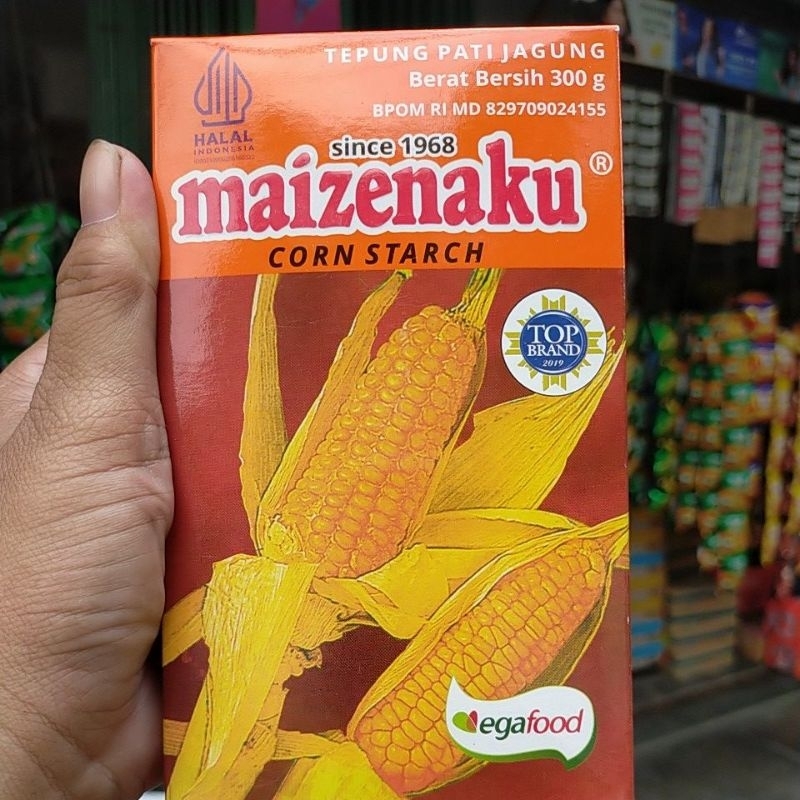 TEPUNG PATI JAGUNG
Berat Bersih 300 g
BPOM RI MD 829709024155
HALAL
INDONESIA
since 1968
maizenaku ®
CORN STARCH
TOP
BRAND
2019
egafood